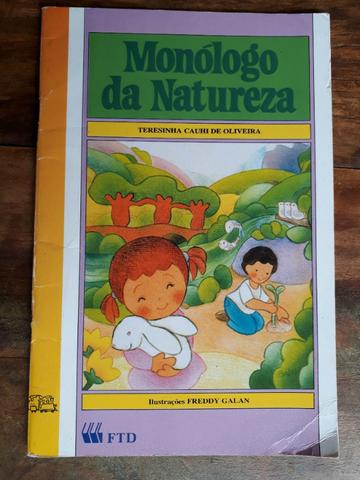 Monólogo
da Natureza
TERESINHA CAUHI DE OLIVEIRA
Ilustrações FREDDY GALAN
FTD